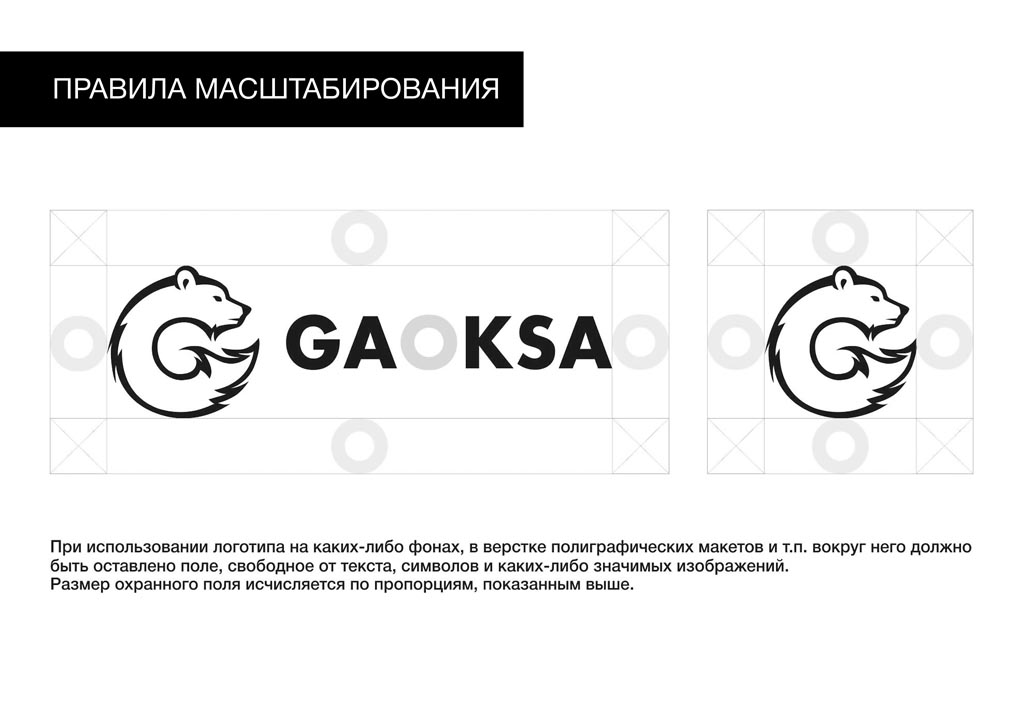 ПРАВИЛА МАСШТАБИРОВАНИЯ
GAOKSA
При использовании логотипа на каких-либо фонах, в верстке полиграфических макетов и т.п. вокруг него должно
быть оставлено поле, свободное от текста, символов и каких-либо значимых изображений.
Размер охранного поля исчисляется по пропорциям, показанным выше.